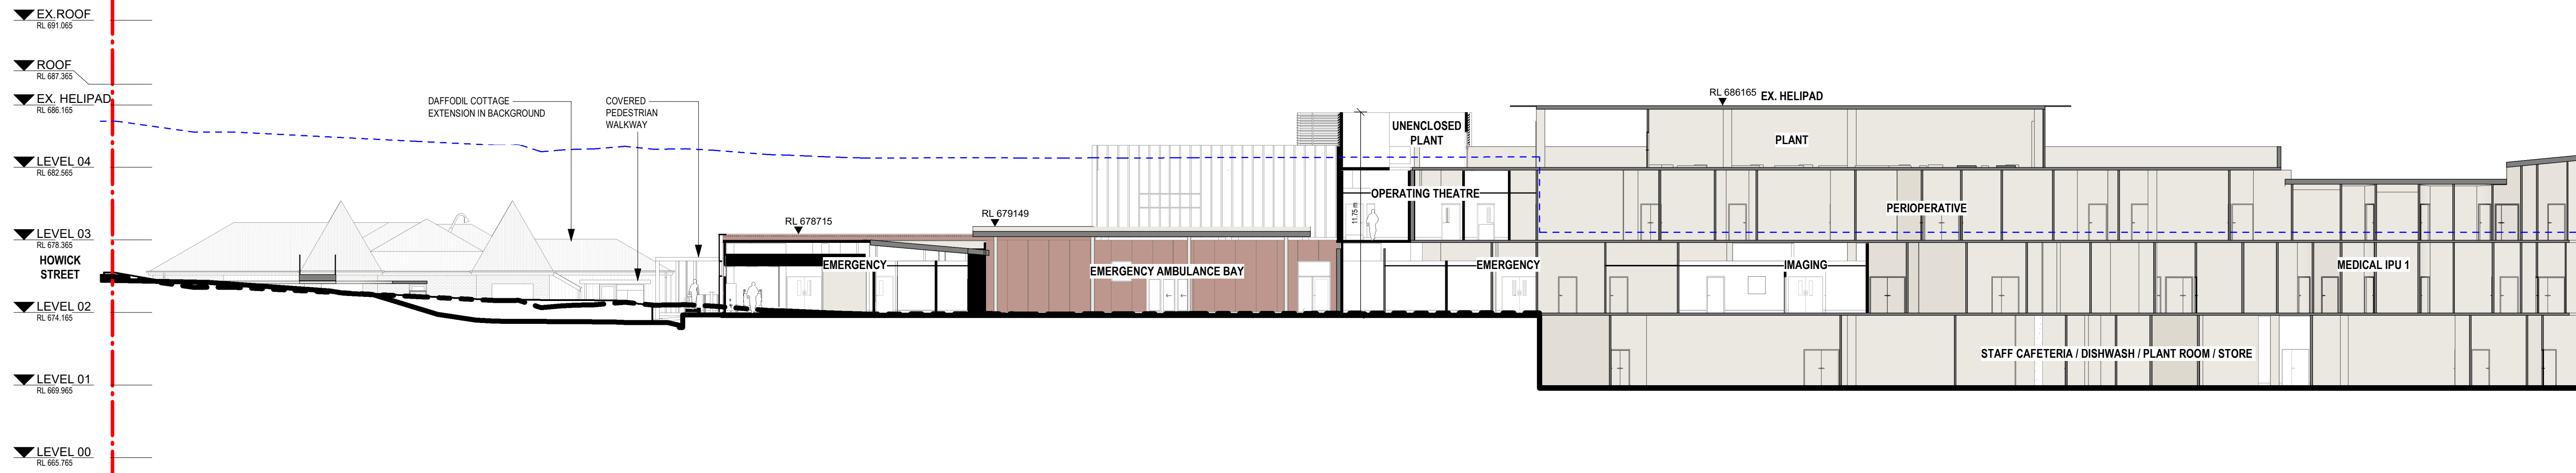 EX.ROOF
RL 691.065
ROOF
RL 687.365
EX. HELIPAD
RL 686.165
LEVEL 04
RL 682.565
LEVEL 03
RL 678.365
HOWICK
STREET
LEVEL 02
RL 674.165
LEVEL 01
RL 669.965
LEVEL 00
RL 665.765
DAFFODIL COTTAGE
EXTENSION IN BACKGROUND
COVERED
PEDESTRIAN
WALKWAY
RL 678715
EMERGENCY
RL 679149
EMERGENCY AMBULANCE BAY
UNENCLOSED
PLANT
11.75 m
OPERATING THEATRE
EMERGENCY
RL 686165
EX. HELIPAD
PLANT
PERIOPERATIVE
IMAGING
MEDICAL IPU 1
STAFF CAFETERIA / DISHWASH / PLANT ROOM / STORE